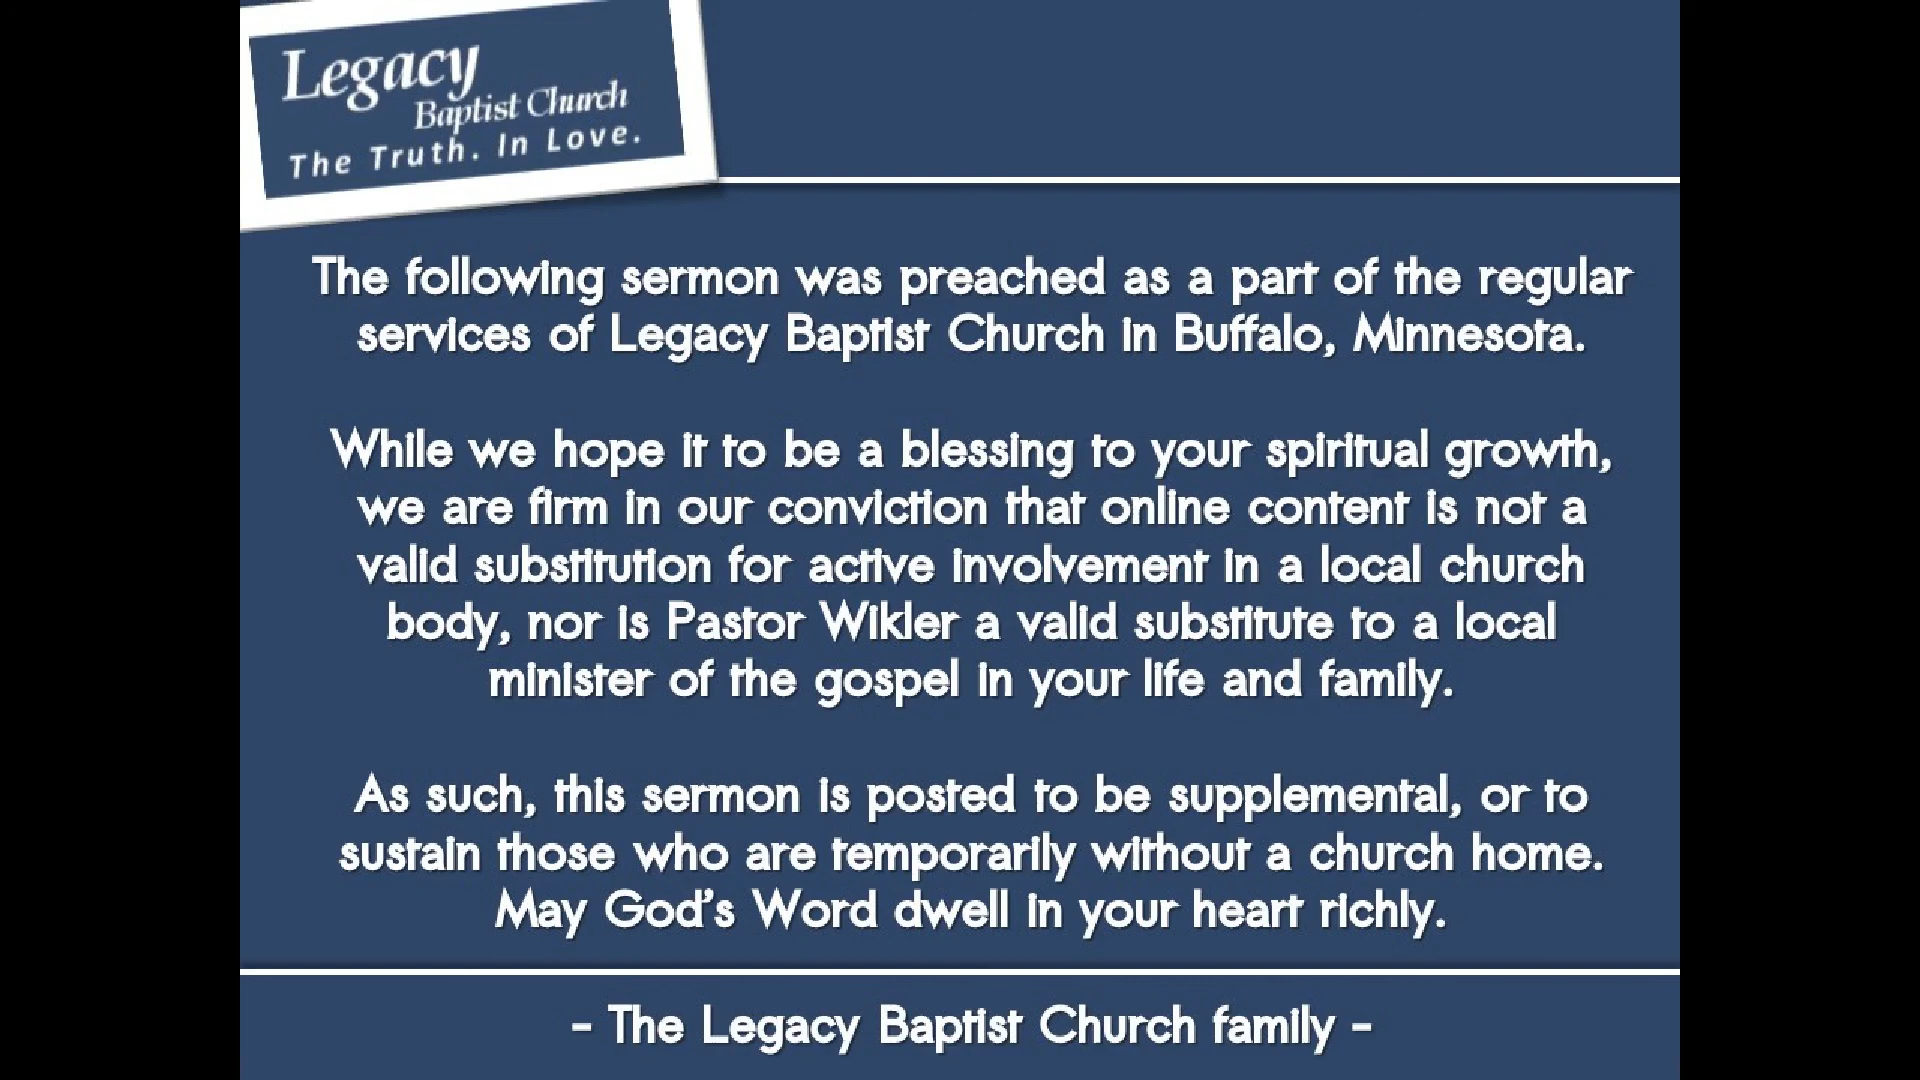 Legacy
Baptist Church
The Truth. In Love.
The following sermon was preached as a part of the regular
services of Legacy Baptist Church in Buffalo, Minnesota.
While we hope it to be a blessing to your spiritual growth,
we are firm in our conviction that online content is not a
valid substitution for active involvement in a local church
body, nor is Pastor Wikler a valid substitute to a local
minister of the gospel in your life and family.
As such, this sermon is posted to be supplemental, or to
sustain those who are temporarily without a church home.
May God's Word dwell in your heart richly.
- The Legacy Baptist Church family -